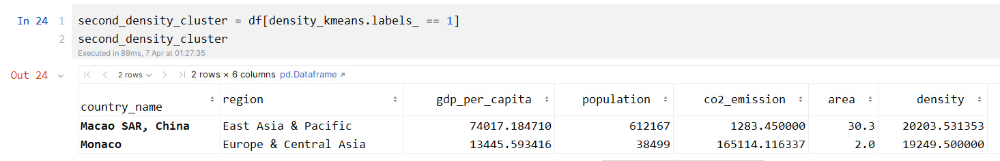 In 24 1 second_density_cluster = df[density_kmeans.labels_ == 1]
2 second_density_cluster
Executed in 89ms, 7 Apr at 01:27:35
Out 24 2 rows 2 rows × 6 columns pd.Dataframe
country_name region gdp_per_capita population co2_emission area density
Macao SAR, China East Asia & Pacific 74017.184710 612167 1283.450000 30.3 20203.531353
Monaco Europe & Central Asia 13445.593416 38499 165114.116337 2.0 19249.500000